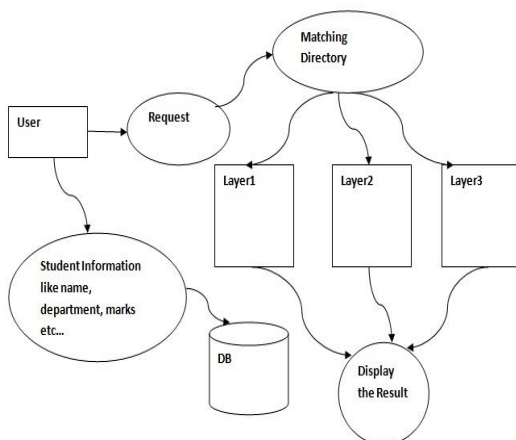 Matching
Directory
User
Request
Layer1
Layer2
Layer3
Student Information
like name,
department, marks
etc...
DB
Display
the Result